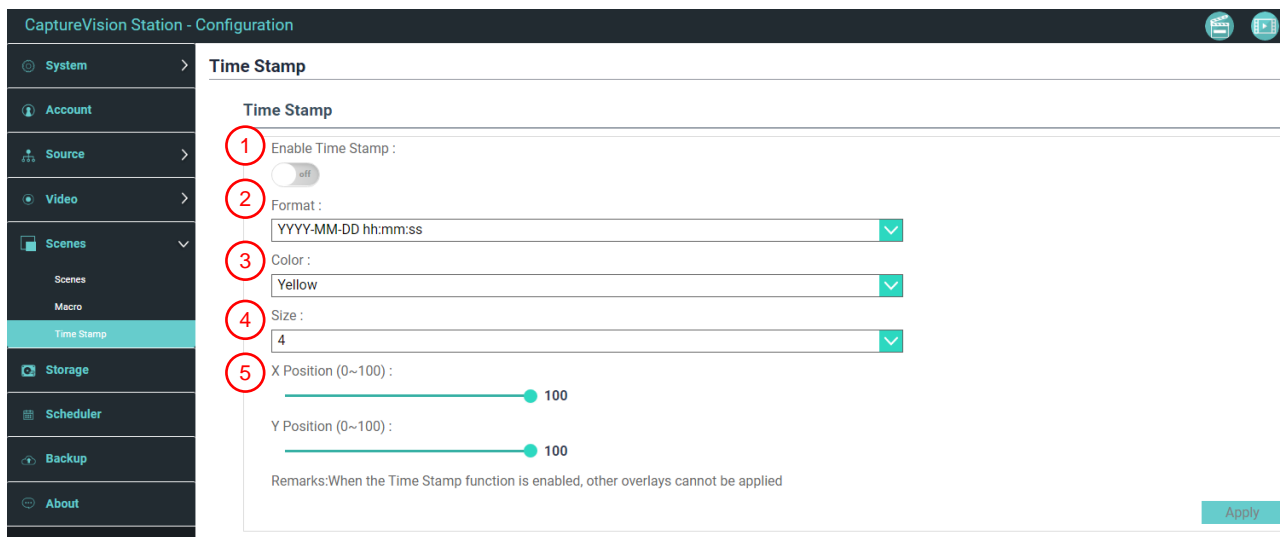 CaptureVision Station - Configuration
System
Account
Source
Video
Scenes
Scenes
Macro
Time Stamp
Storage
Scheduler
Backup
About
Time Stamp
Time Stamp
1
Enable Time Stamp :
off
2
Format :
YYYY-MM-DD hh:mm:ss
3
Color :
Yellow
4
Size :
4
5
X Position (0~100) :
100
Y Position (0~100) :
100
Remarks:When the Time Stamp function is enabled, other overlays cannot be applied
Apply